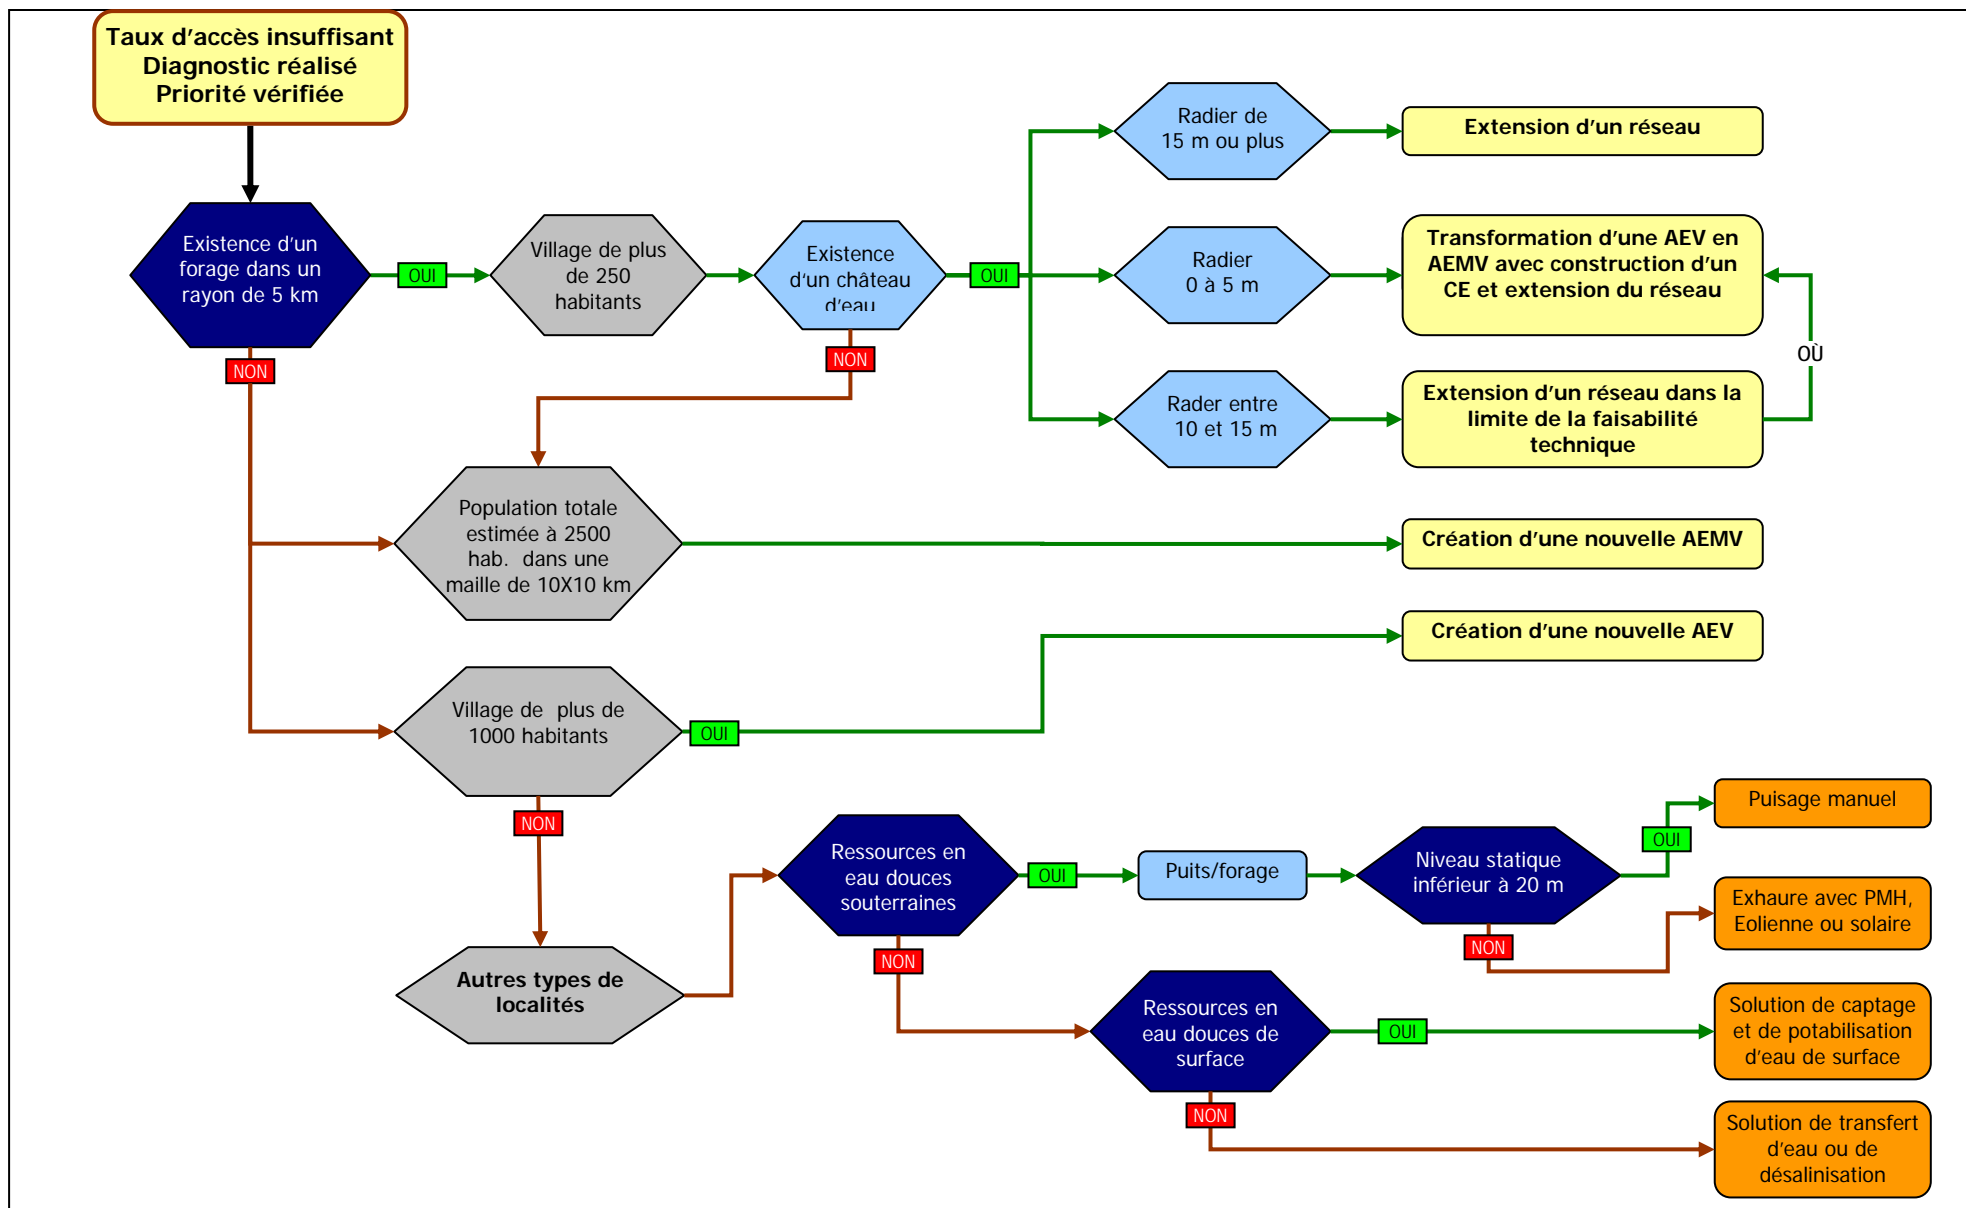 Taux d'accès insuffisant
Diagnostic réalisé
Priorité vérifiée
Radier de
15 m ou plus
Extension d'un réseau
Existence d'un
forage dans un
rayon de 5 km
OUI
Village de plus
de 250
habitants
Existence
d'un château
d'eau
OUI
Radier
0 à 5 m
Transformation d'une AEV en
AEMV avec construction d'un
CE et extension du réseau
NON
NON
OÙ
Rader entre
10 et 15 m
Extension d'un réseau dans la
limite de la faisabilité
technique
Population totale
estimée à 2500
hab. dans une
maille de 10X10 km
Création d'une nouvelle AEMV
Création d'une nouvelle AEV
Village de plus de
1000 habitants
OUI
NON
Puisage manuel
Ressources en
eau douces
souterraines
OUI
Puits/forage
Niveau statique
inférieur à 20 m
OUI
NON
Exhaure avec PMH,
Eolienne ou solaire
NON
Autres types de
localités
Ressources en
eau douces de
surface
OUI
Solution de captage
et de potabilisation
d'eau de surface
NON
Solution de transfert
d'eau ou de
désalinisation